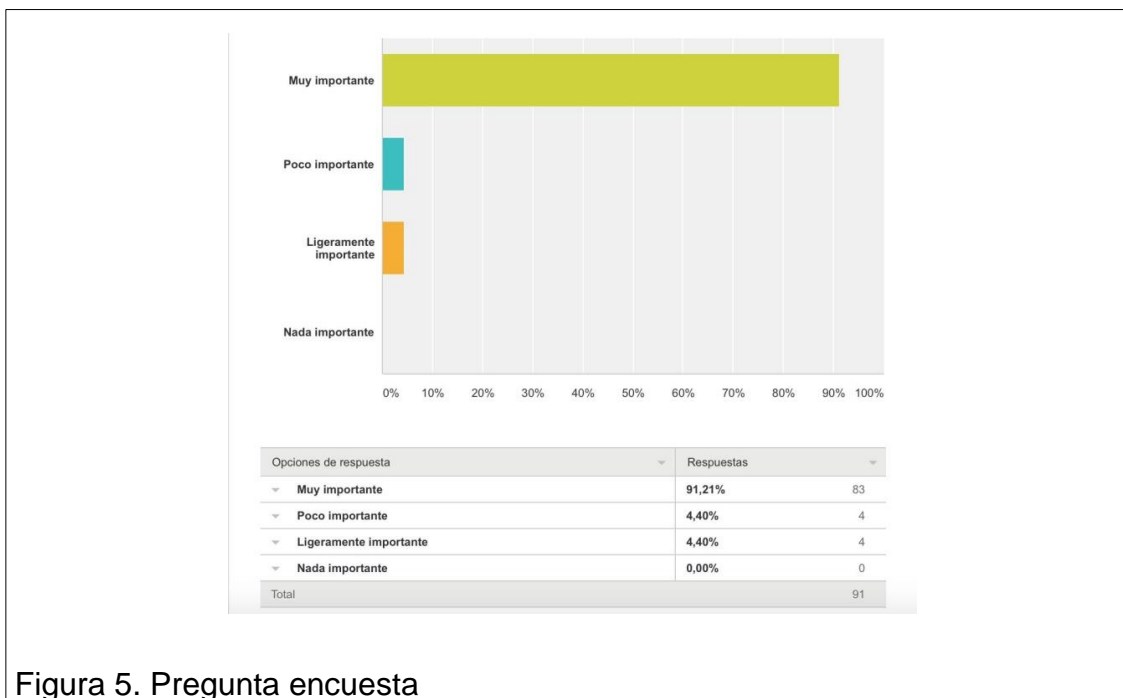 Muy importante
Poco importante
Ligeramente
importante
Nada importante
0% 10% 20% 30% 40% 50% 60% 70% 80% 90% 100%
Opciones de respuesta Respuestas
Muy importante 91,21% 83
Poco importante 4,40% 4
Ligeramente importante 4,40% 4
Nada importante 0,00% 0
Total 91
Figura 5. Pregunta encuesta